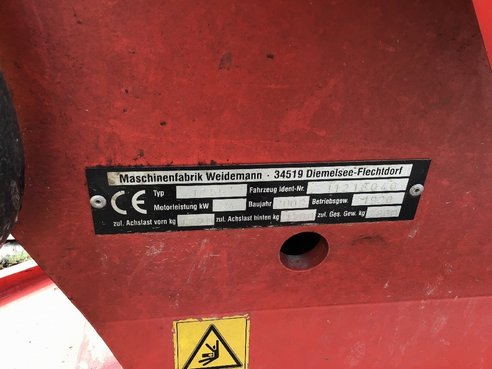 Maschinenfabrik Weidemann · 34519 Diemelsee-Flechtdorf
CE Typ Fahrzeug Ident-Nr.
Motorleistung kW Baujahr Betriebsgew.
zul. Achslast vorn kg zul. Achslast hinten kg zul. Ges. Gew. kg